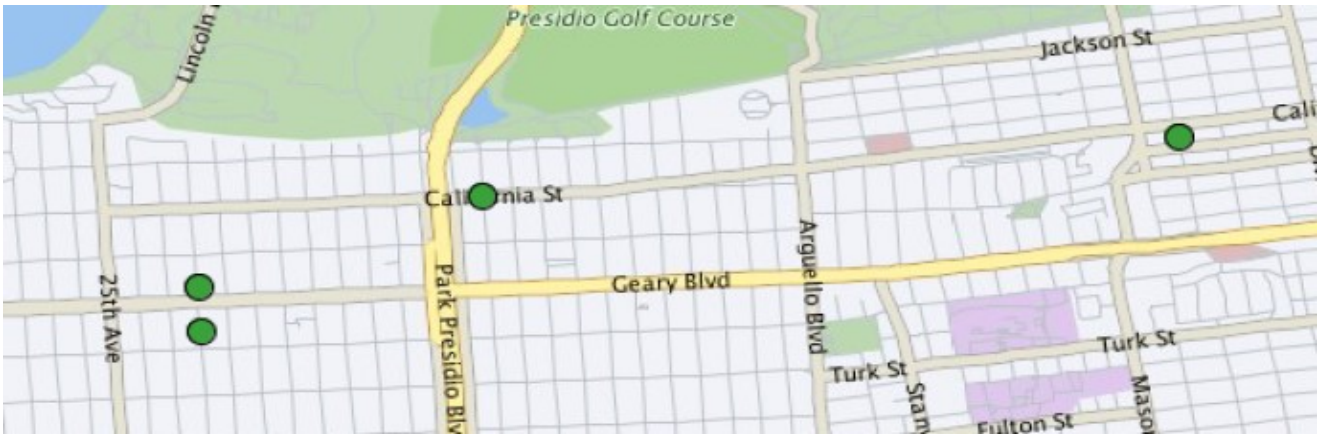 Presidio Golf Course
Lincoln
Jackson St
Cali
California St
Arguello Blvd
Geary Blvd
25th Ave
Park Presidio Blv
Turk St
Turk St
Stan
Mason
Fulton St